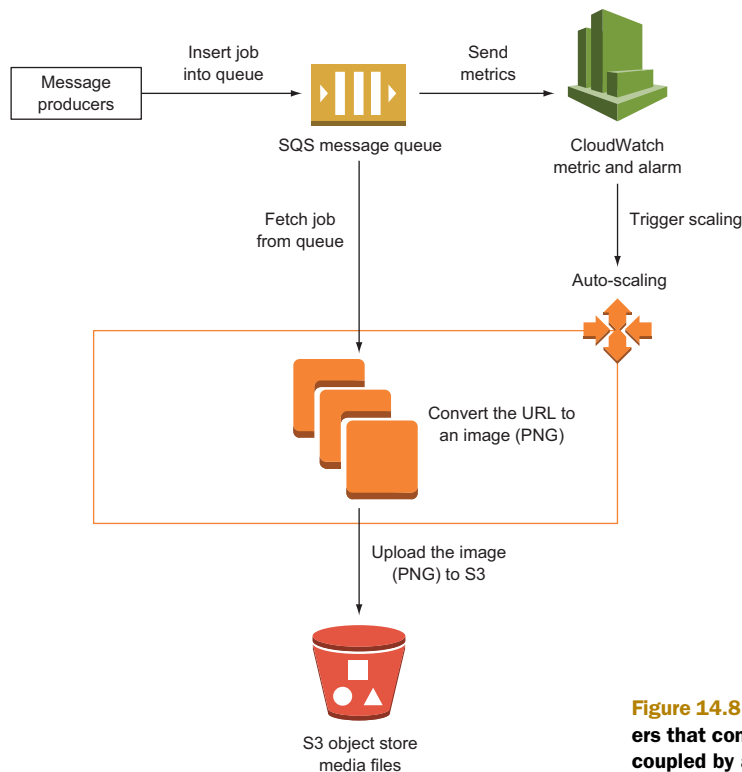 Message
producers
Insert job
into queue
SQS message queue
Send
metrics
CloudWatch
metric and alarm
Fetch job
from queue
Trigger scaling
Auto-scaling
Convert the URL to
an image (PNG)
Upload the image
(PNG) to S3
S3 object store
media files
Figure 14.8
ers that con
coupled by a